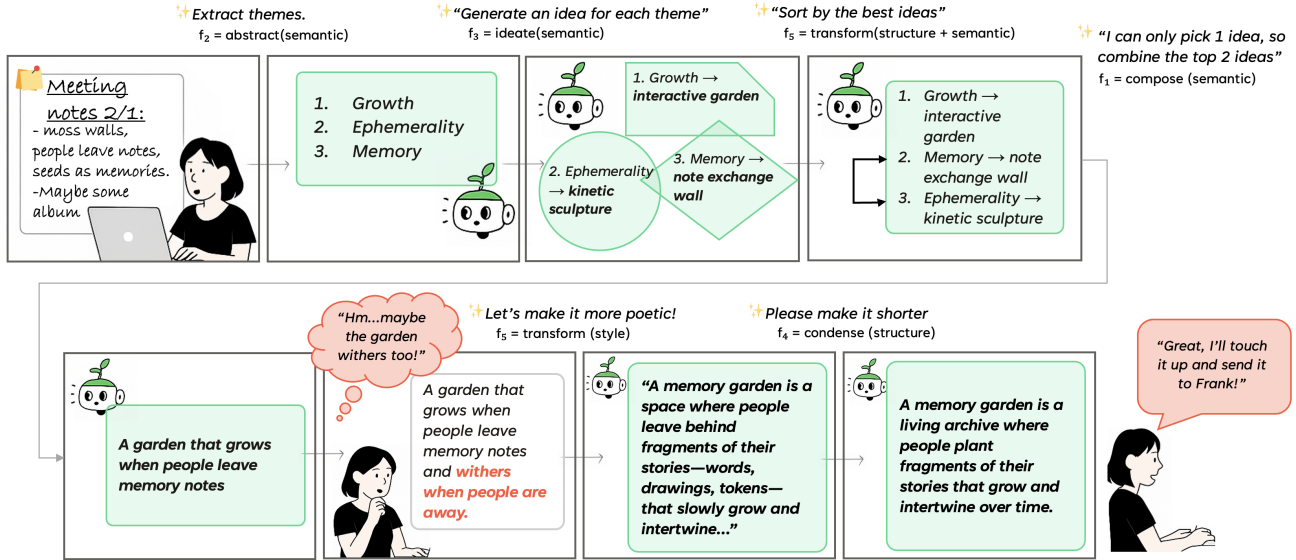 Extract themes.
f₂ = abstract(semantic)
“Generate an idea for each theme”
f₃ = ideate(semantic)
“Sort by the best ideas”
f₅ = transform(structure + semantic)
“I can only pick 1 idea, so
combine the top 2 ideas”
f₁ = compose (semantic)
Meeting
notes 2/1:
- moss walls,
people leave notes,
seeds as memories.
-Maybe some
album
1. Growth
2. Ephemerality
3. Memory
1. Growth →
interactive garden
2. Ephemerality
→ kinetic
sculpture
3. Memory →
note exchange
wall
1. Growth →
interactive
garden
2. Memory → note
exchange wall
3. Ephemerality →
kinetic sculpture
“Hm...maybe
the garden
withers too!”
Let’s make it more poetic!
f₅ = transform (style)
Please make it shorter
f₄ = condense (structure)
A garden that grows
when people leave
memory notes
A garden that
grows when
people leave
memory notes
and withers
when people are
away.
“A memory garden is a
space where people
leave behind
fragments of their
stories—words,
drawings, tokens—
that slowly grow and
intertwine...”
A memory garden is a
living archive where
people plant
fragments of their
stories that grow and
intertwine over time.
“Great, I’ll touch
it up and send it
to Frank!”